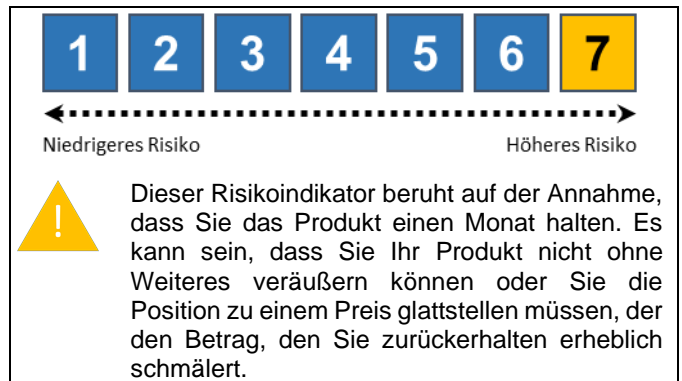 1 2 3 4 5 6 7
Niedrigeres Risiko Höheres Risiko
! Dieser Risikoindikator beruht auf der Annahme,
dass Sie das Produkt einen Monat halten. Es
kann sein, dass Sie Ihr Produkt nicht ohne
Weiteres veräußern können oder Sie die
Position zu einem Preis glattstellen müssen, der
den Betrag, den Sie zurückerhalten erheblich
schmälert.